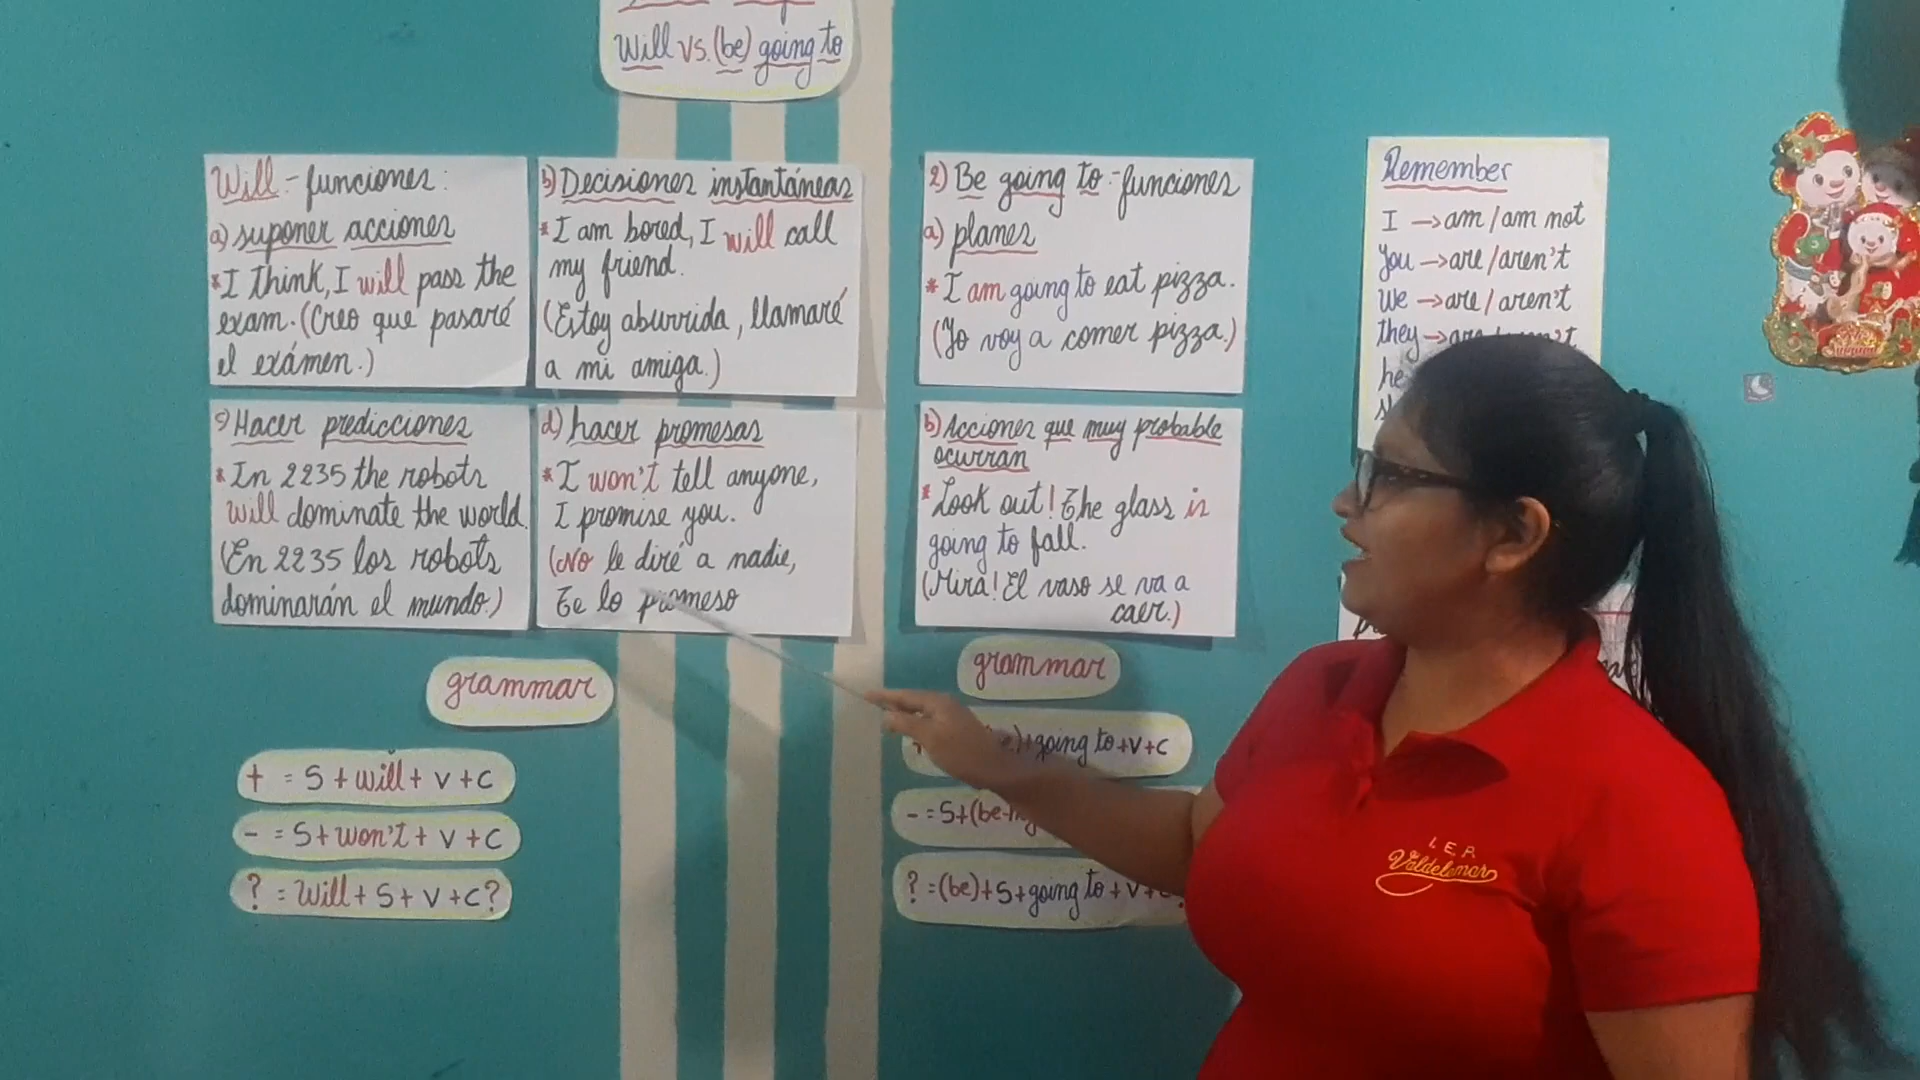 Will vs. (be) going to
Will - funciones:
a) suponer acciones
* I think, I will pass the
exam. (Creo que pasaré
el exámen.)
b) Decisiones instantáneas
* I am bored, I will call
my friend.
(Estoy aburrida, llamaré
a mi amiga.)
c) Hacer predicciones
* In 2235 the robots
will dominate the world.
(En 2235 los robots
dominarán el mundo.)
d) hacer promesas
* I won't tell anyone,
I promise you.
(No le diré a nadie,
te lo promeso
grammar
+ = S + will + v + c
- = S + won't + v + c
? = Will + S + v + c?
2) Be going to - funciones
a) planes
* I am going to eat pizza.
(Yo voy a comer pizza.)
b) Acciones que muy probable
ocurran
* Look out! The glass is
going to fall.
(Mira! El vaso se va a
caer.)
grammar
going to + v + c
- = S + (be
? = (be) + S + going to + v +
Remember
I → am / am not
You → are / aren't
We → are / aren't
they →
he
I.E.P.
Valdelomar